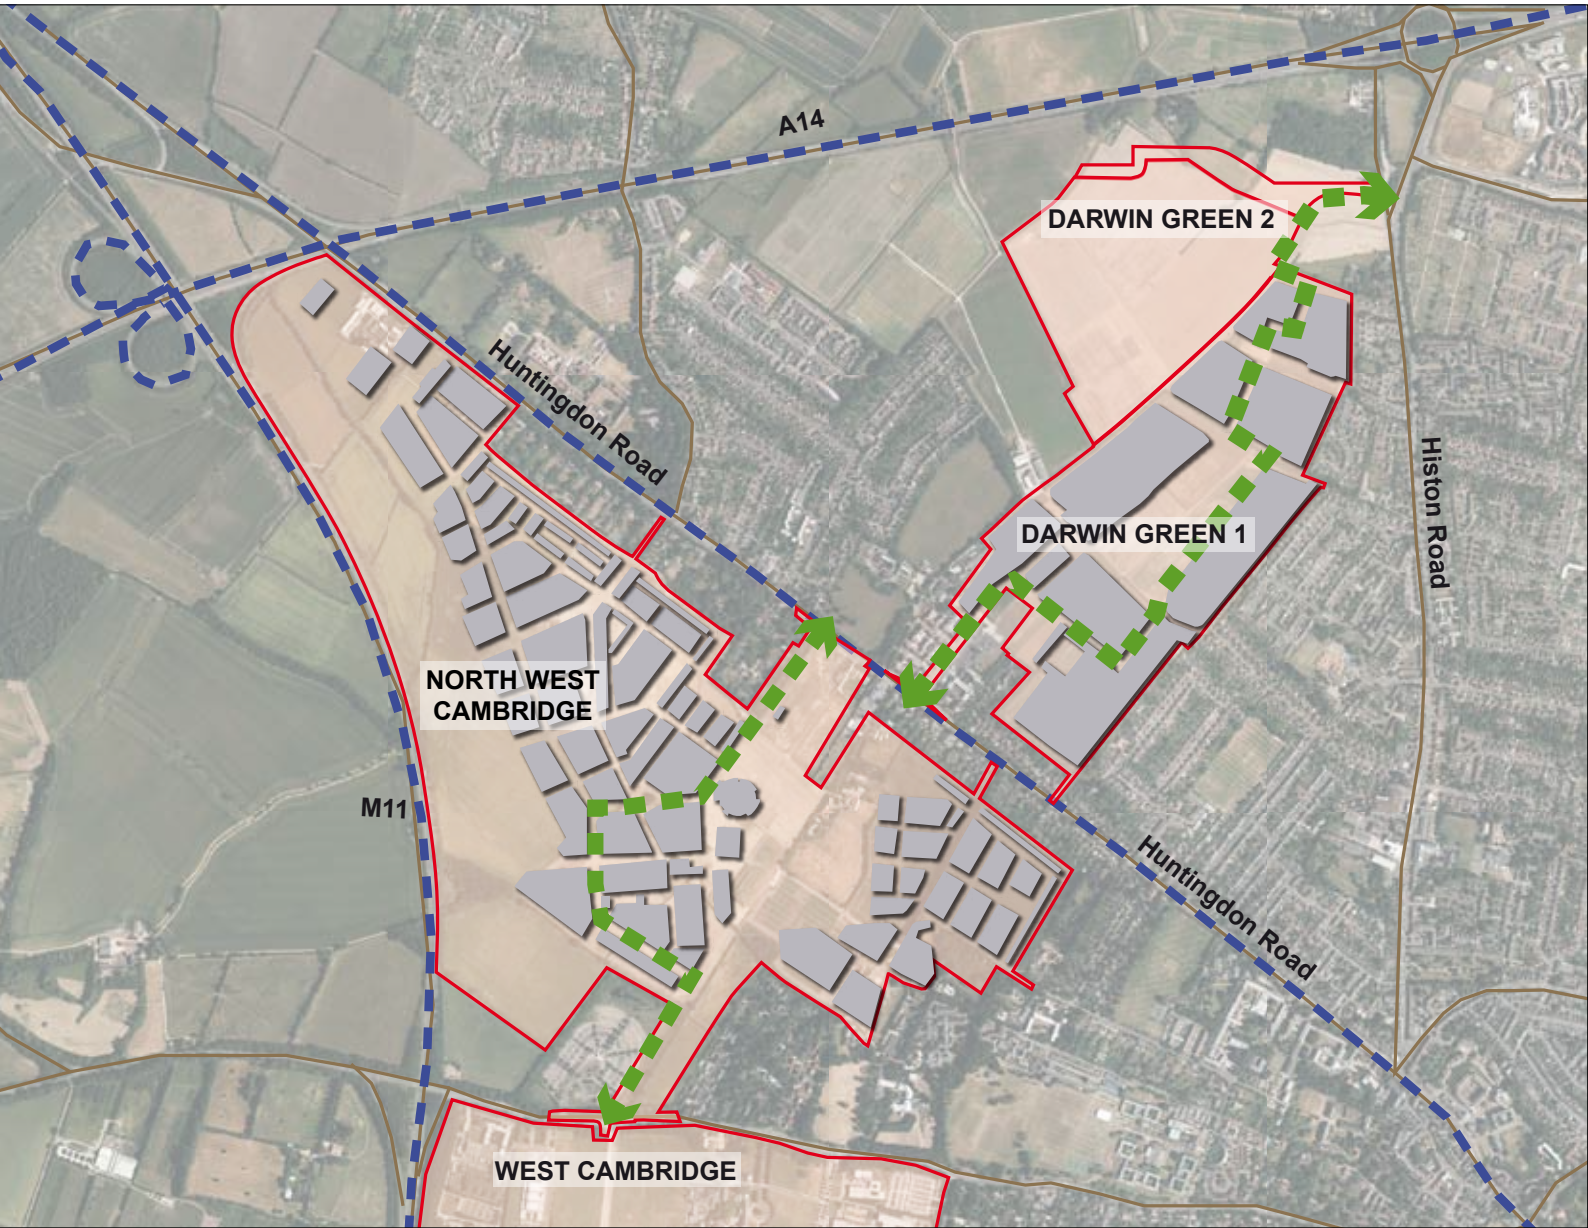 A14
DARWIN GREEN 2
Huntingdon Road
Histon Road
DARWIN GREEN 1
NORTH WEST
CAMBRIDGE
M11
Huntingdon Road
WEST CAMBRIDGE